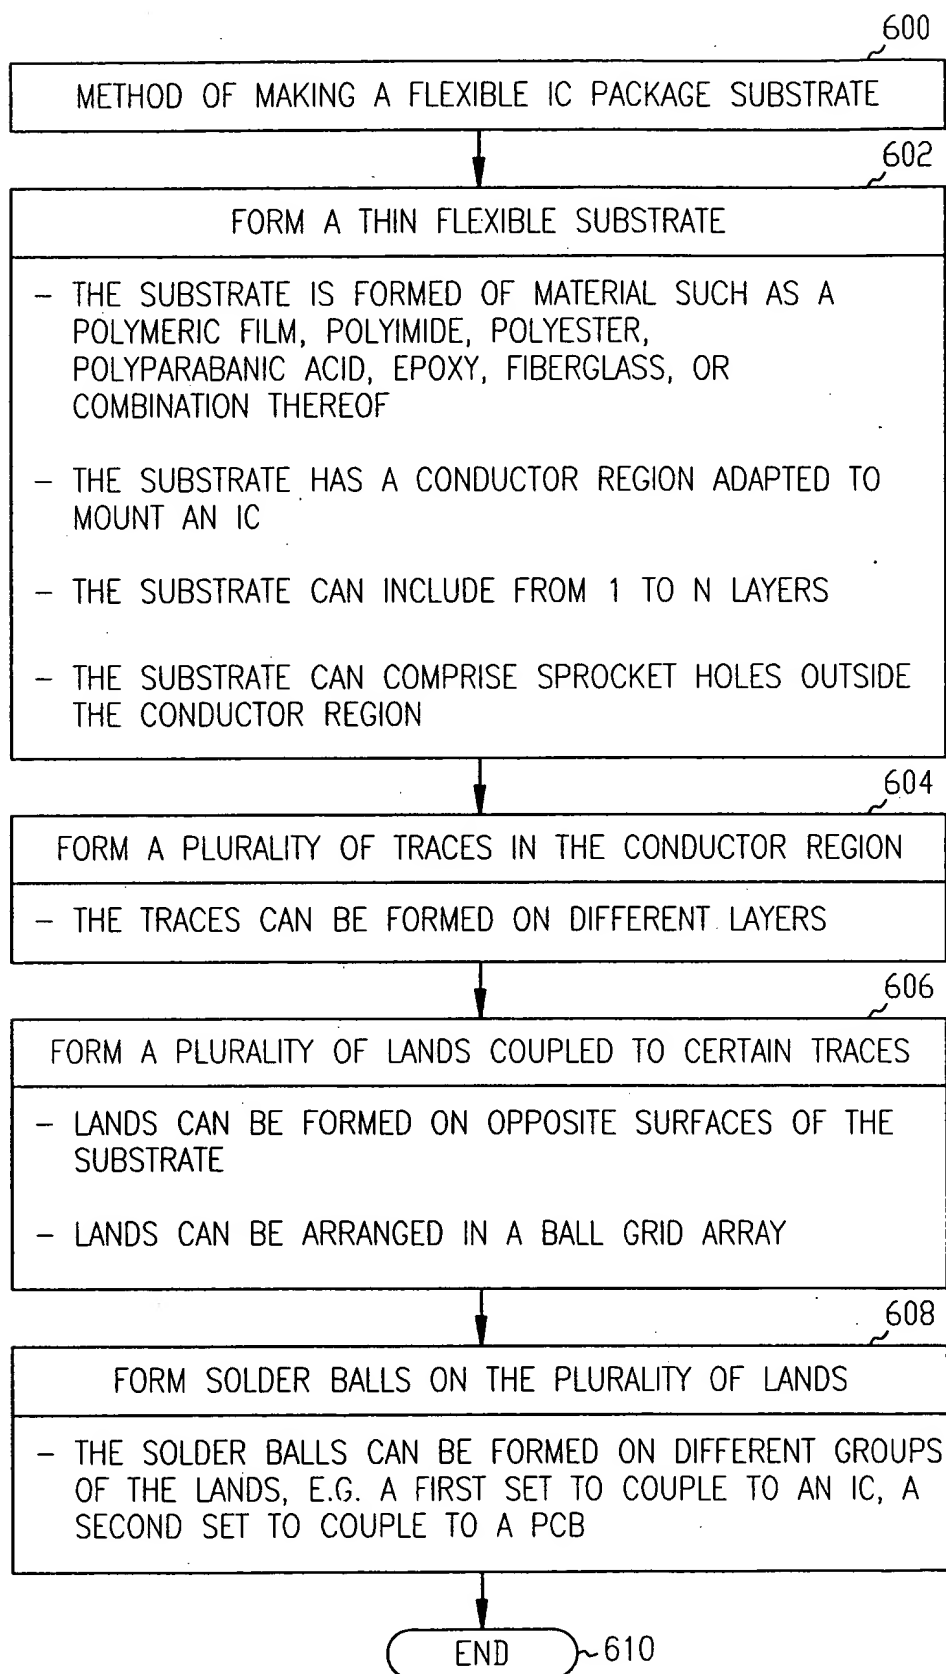 600
METHOD OF MAKING A FLEXIBLE IC PACKAGE SUBSTRATE
602
FORM A THIN FLEXIBLE SUBSTRATE
– THE SUBSTRATE IS FORMED OF MATERIAL SUCH AS A
POLYMERIC FILM, POLYIMIDE, POLYESTER,
POLYPARABANIC ACID, EPOXY, FIBERGLASS, OR
COMBINATION THEREOF
– THE SUBSTRATE HAS A CONDUCTOR REGION ADAPTED TO
MOUNT AN IC
– THE SUBSTRATE CAN INCLUDE FROM 1 TO N LAYERS
– THE SUBSTRATE CAN COMPRISE SPROCKET HOLES OUTSIDE
THE CONDUCTOR REGION
604
FORM A PLURALITY OF TRACES IN THE CONDUCTOR REGION
– THE TRACES CAN BE FORMED ON DIFFERENT LAYERS
606
FORM A PLURALITY OF LANDS COUPLED TO CERTAIN TRACES
– LANDS CAN BE FORMED ON OPPOSITE SURFACES OF THE
SUBSTRATE
– LANDS CAN BE ARRANGED IN A BALL GRID ARRAY
608
FORM SOLDER BALLS ON THE PLURALITY OF LANDS
– THE SOLDER BALLS CAN BE FORMED ON DIFFERENT GROUPS
OF THE LANDS, E.G. A FIRST SET TO COUPLE TO AN IC, A
SECOND SET TO COUPLE TO A PCB
END 610